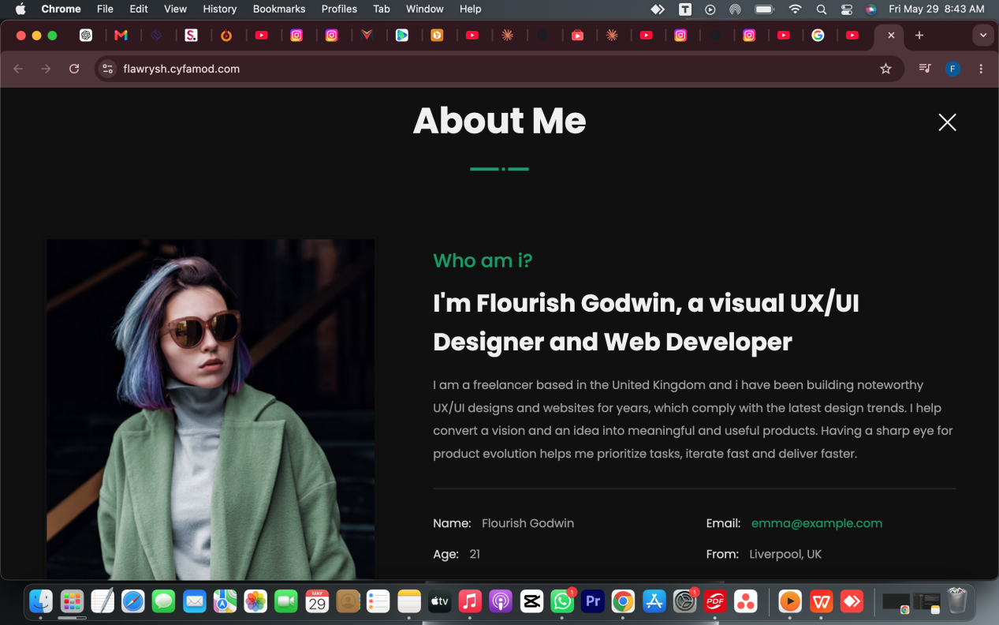 Chrome File Edit View History Bookmarks Profiles Tab Window Help T Fri May 29 8:43 AM
S.
flawrysh.cyfamod.com F
About Me
Who am i?
I'm Flourish Godwin, a visual UX/UI
Designer and Web Developer
I am a freelancer based in the United Kingdom and i have been building noteworthy
UX/UI designs and websites for years, which comply with the latest design trends. I help
convert a vision and an idea into meaningful and useful products. Having a sharp eye for
product evolution helps me prioritize tasks, iterate fast and deliver faster.
Name: Flourish Godwin Email: emma@example.com
Age: 21 From: Liverpool, UK
MAY
29
tv
1
Pr
1
PDF
W